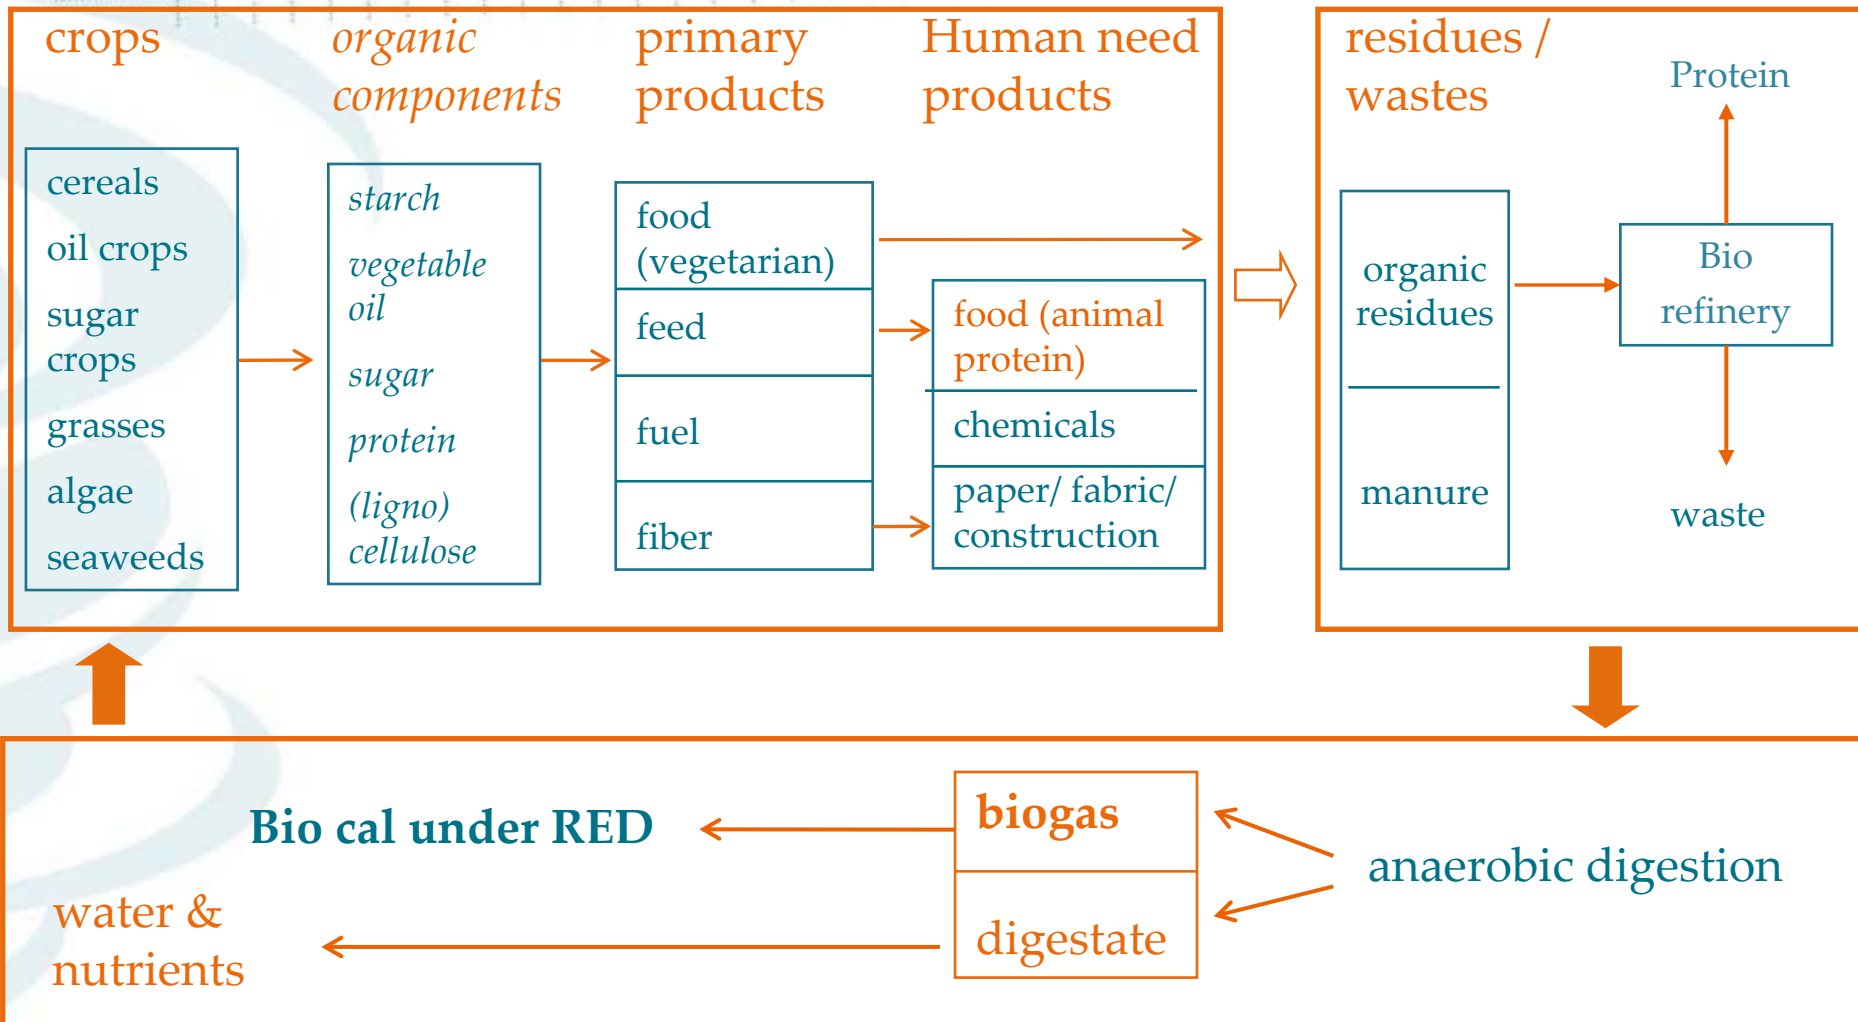 crops
organic
components
primary
products
Human need
products
residues /
wastes
cereals
oil crops
sugar
crops
grasses
algae
seaweeds
starch
vegetable
oil
sugar
protein
(ligno)
cellulose
food
(vegetarian)
feed
fuel
fiber
food (animal
protein)
chemicals
paper/ fabric/
construction
organic
residues
manure
Protein
Bio
refinery
waste
Bio cal under RED
biogas
digestate
anaerobic digestion
water &
nutrients